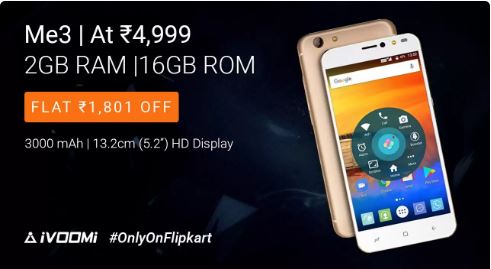 Me3 | At ₹4,999
2GB RAM |16GB ROM
FLAT ₹1,801 OFF
3000 mAh | 13.2cm (5.2”) HD Display
iVOOMi #OnlyOnFlipkart
Google